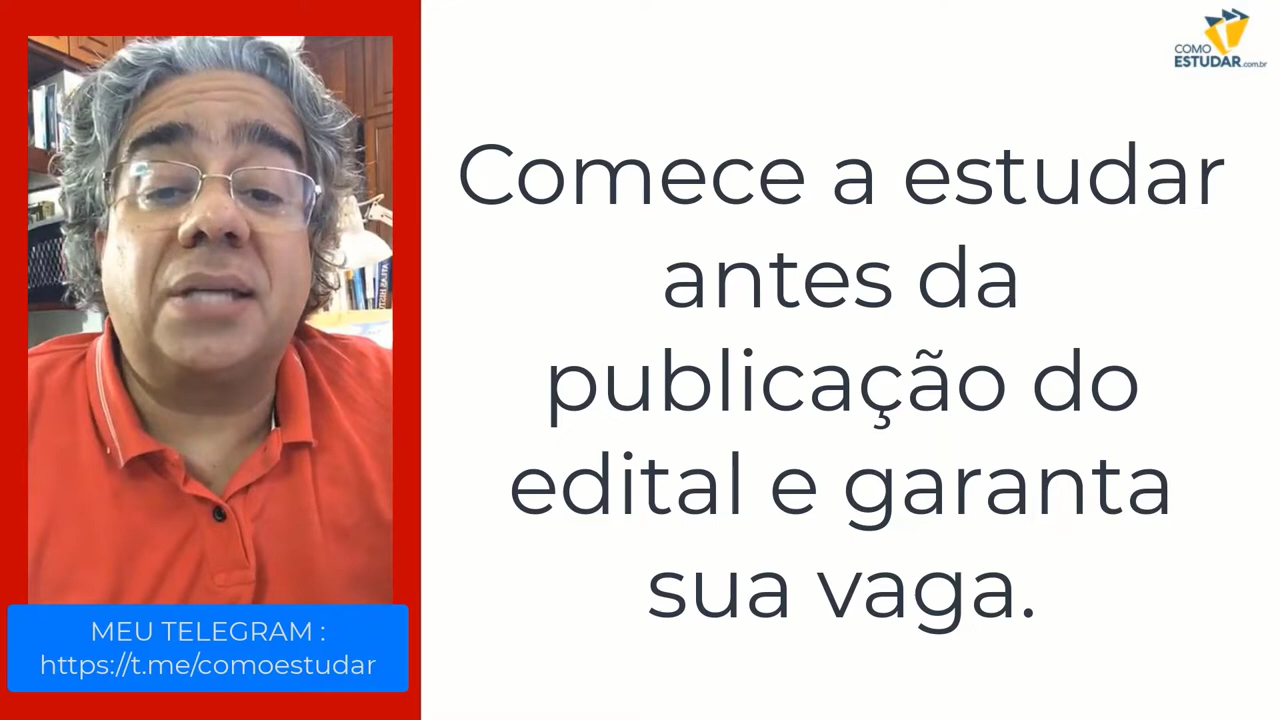 COMO
ESTUDAR.com.br
Comece a estudar
antes da
publicação do
edital e garanta
sua vaga.
MEU TELEGRAM :
https://t.me/comoestudar